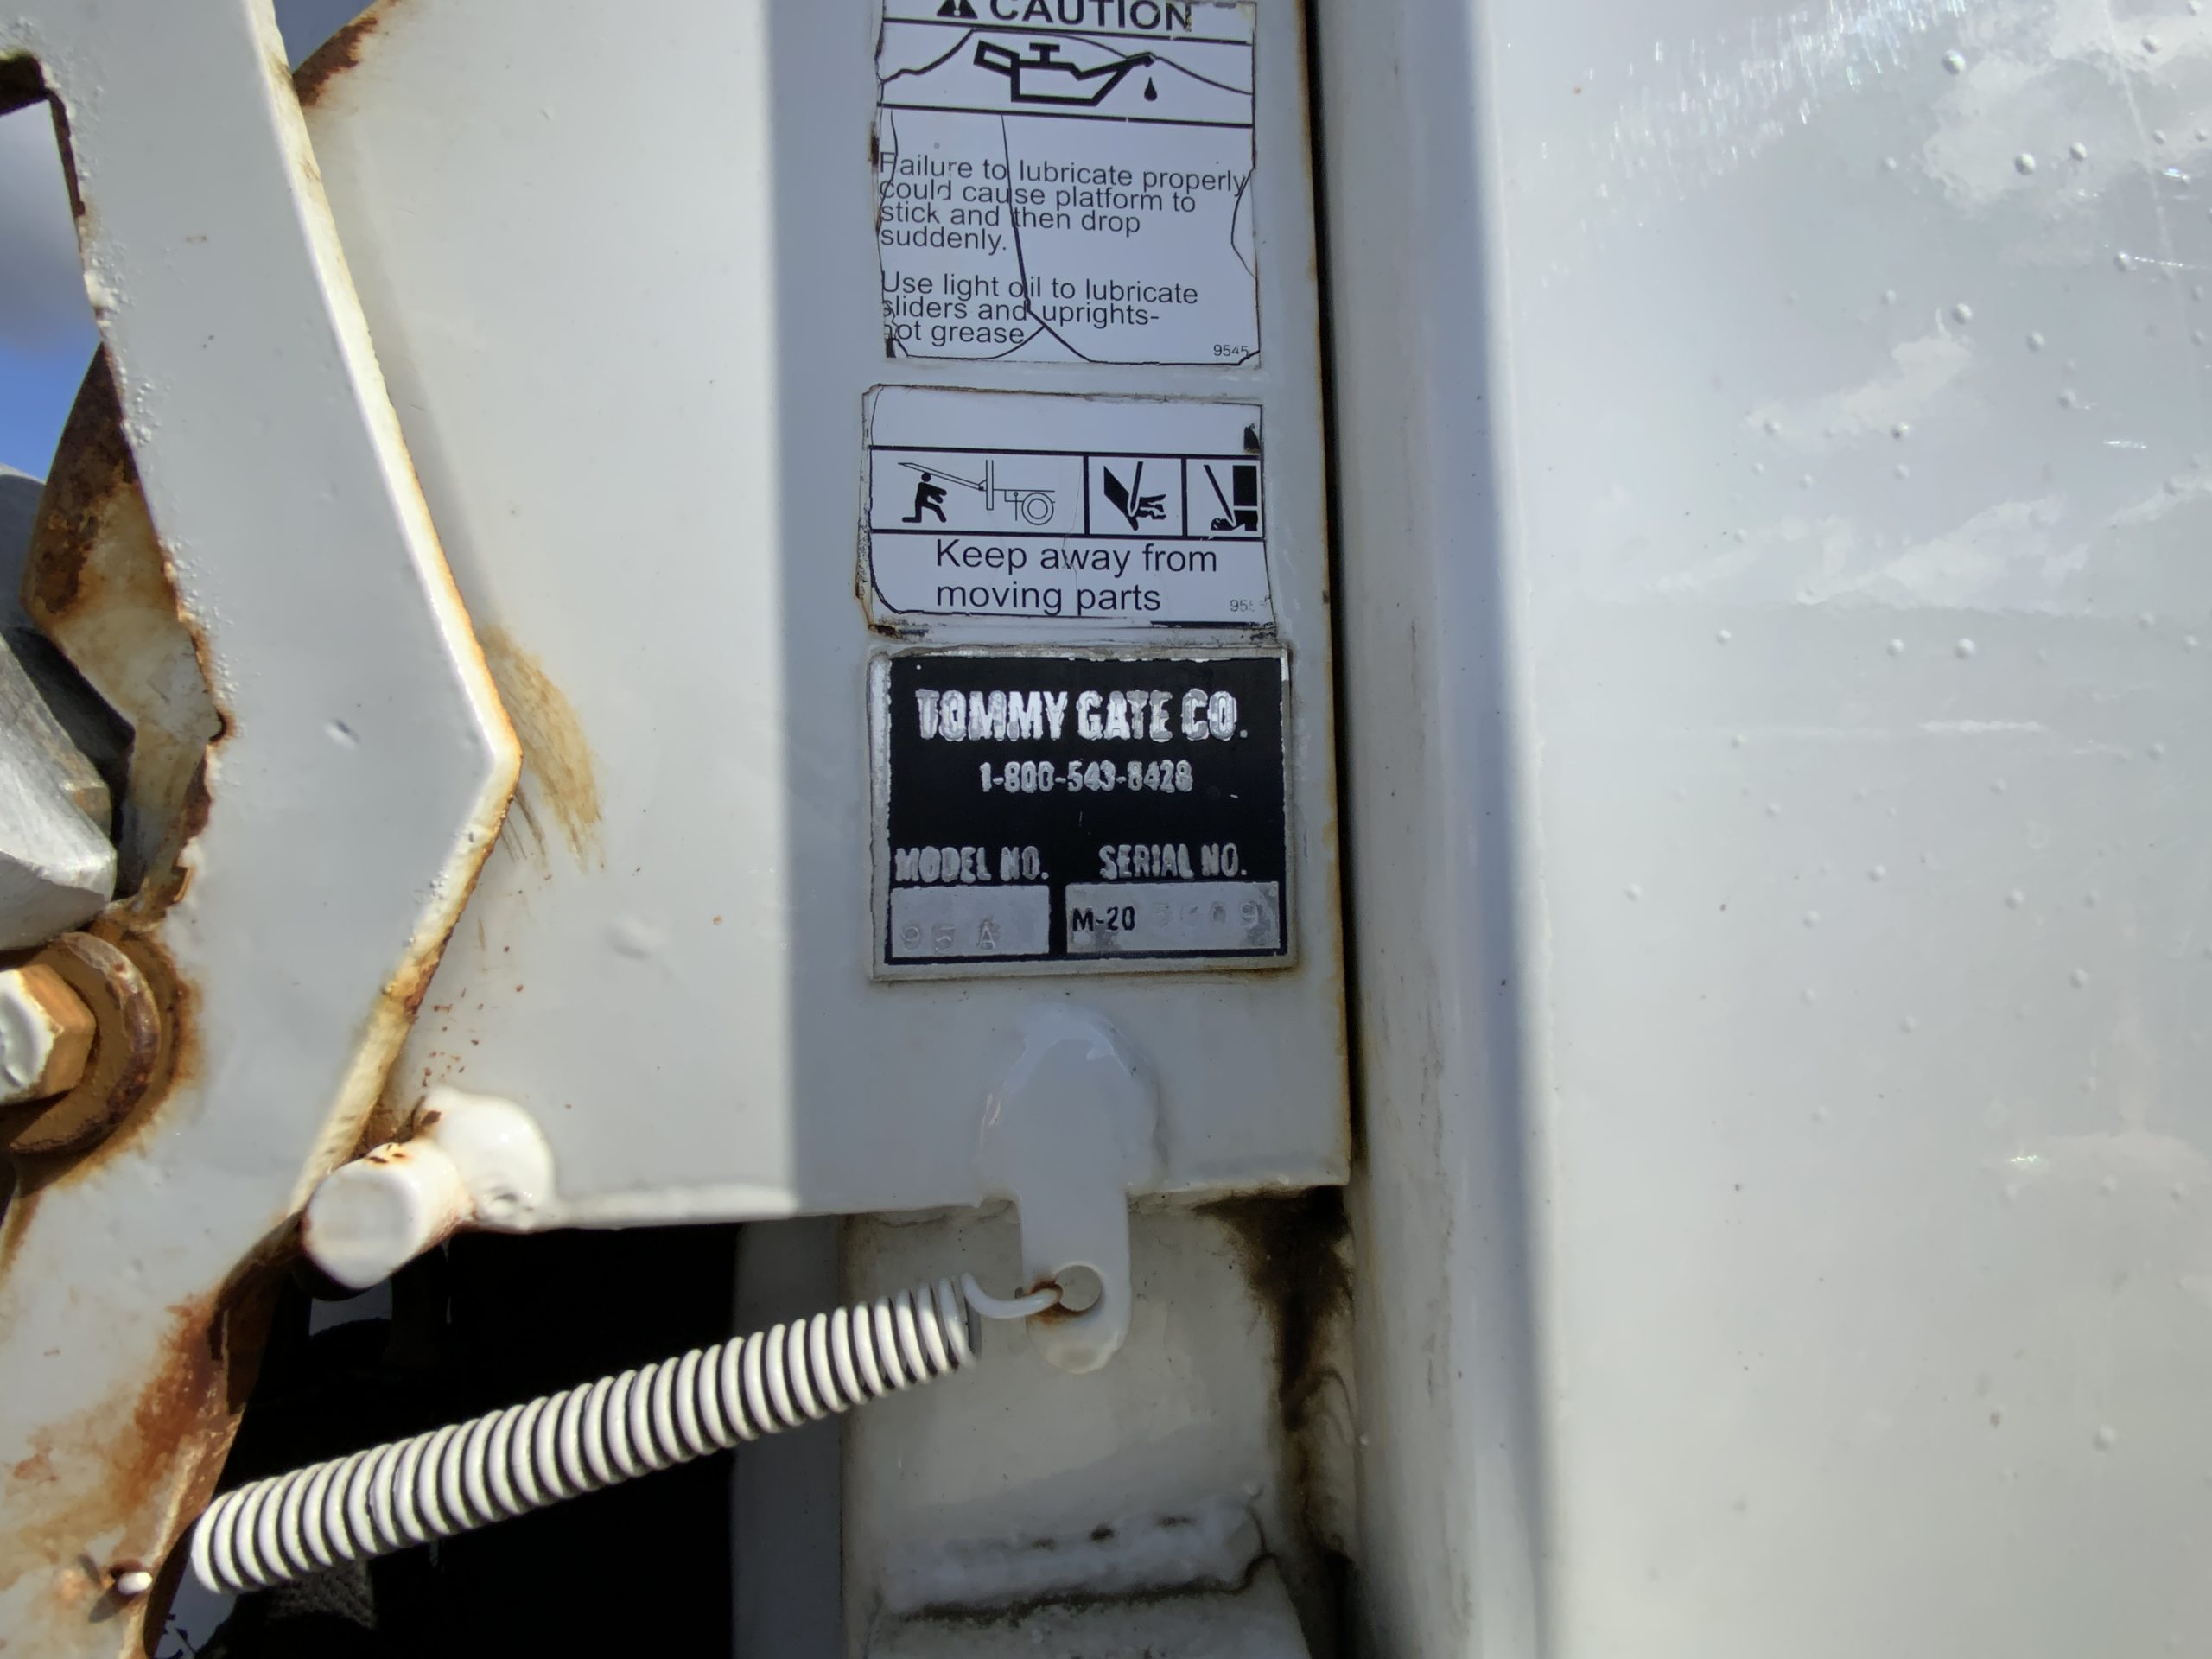 CAUTION
Failure to lubricate properly
could cause platform to
stick and then drop
suddenly.
Use light oil to lubricate
sliders and uprights-
not grease
9545
Keep away from
moving parts
TOMMY GATE CO.
1-800-543-8428
MODEL NO. SERIAL NO.
95 A M-20